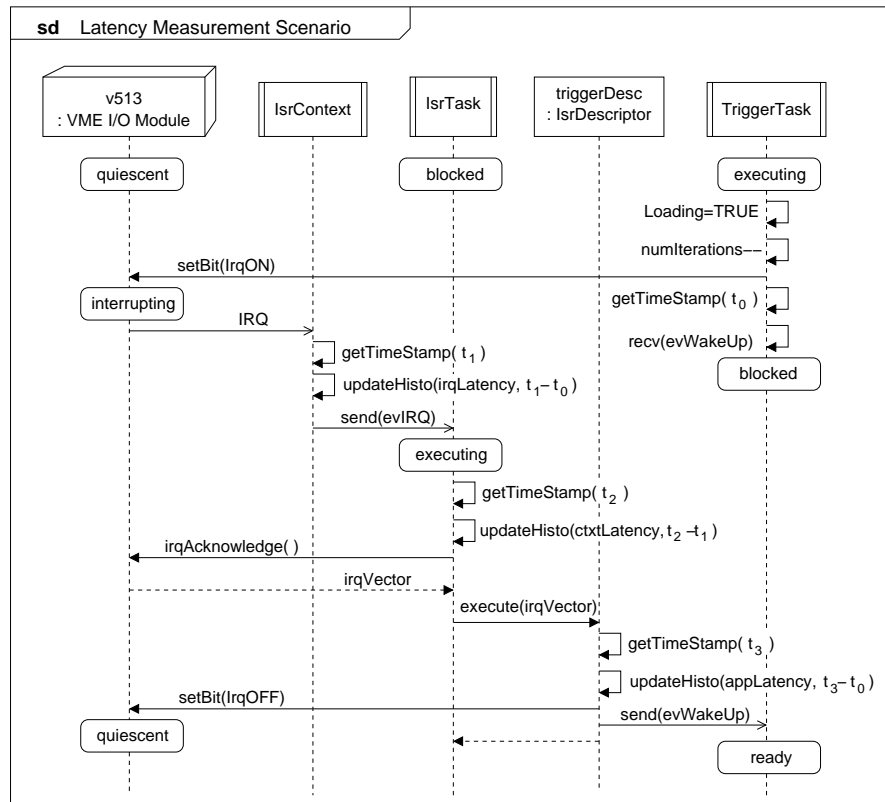 sd Latency Measurement Scenario
v513
: VME I/O Module
IsrContext
IsrTask
triggerDesc
: IsrDescriptor
TriggerTask
quiescent
blocked
executing
Loading=TRUE
numIterations−−
setBit(IrqON)
interrupting
getTimeStamp( t0 )
IRQ
recv(evWakeUp)
getTimeStamp( t1 )
blocked
updateHisto(irqLatency, t1 − t0 )
send(evIRQ)
executing
getTimeStamp( t2 )
updateHisto(ctxtLatency, t2 − t1 )
irqAcknowledge( )
irqVector
execute(irqVector)
getTimeStamp( t3 )
updateHisto(appLatency, t3 − t0 )
setBit(IrqOFF)
send(evWakeUp)
quiescent
ready